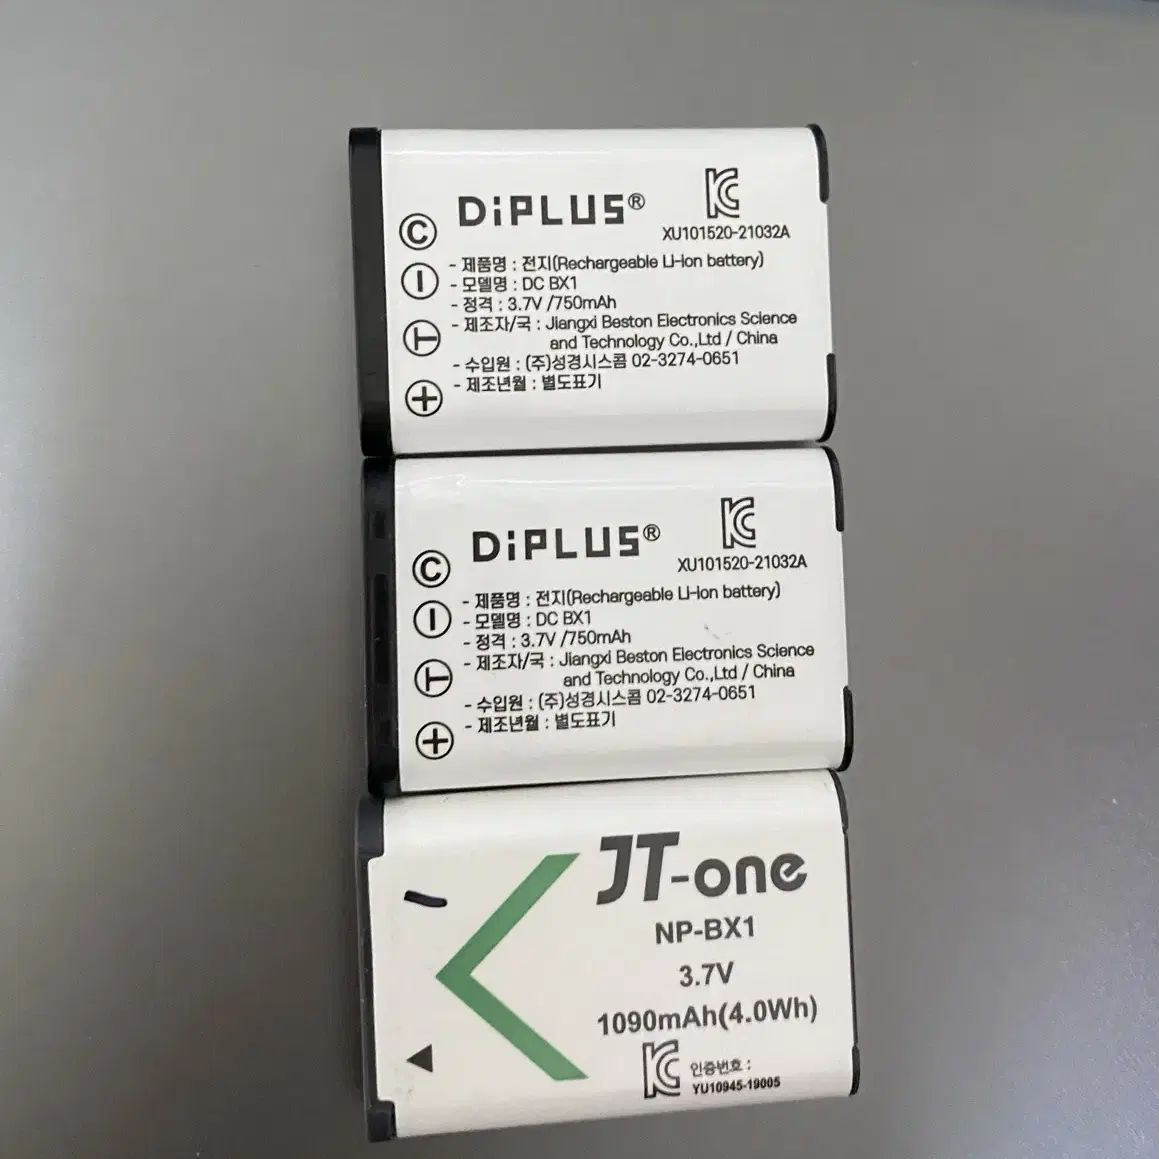 DiPLUS®
XU101520-21032A
C
- 제품명 : 전지(Rechargeable Li-ion battery)
- 모델명 : DC BX1
- 정격 : 3.7V /750mAh
- 제조자/국 : Jiangxi Beston Electronics Science
and Technology Co.,Ltd / China
T
- 수입원 : (주)성경시스콤 02-3274-0651
- 제조년월 : 별도표기
+
DiPLUS®
XU101520-21032A
C
- 제품명 : 전지(Rechargeable Li-ion battery)
- 모델명 : DC BX1
- 정격 : 3.7V /750mAh
- 제조자/국 : Jiangxi Beston Electronics Science
and Technology Co.,Ltd / China
T
- 수입원 : (주)성경시스콤 02-3274-0651
- 제조년월 : 별도표기
+
JT-one
NP-BX1
3.7V
1090mAh(4.0Wh)
인증번호 :
YU10945-19005